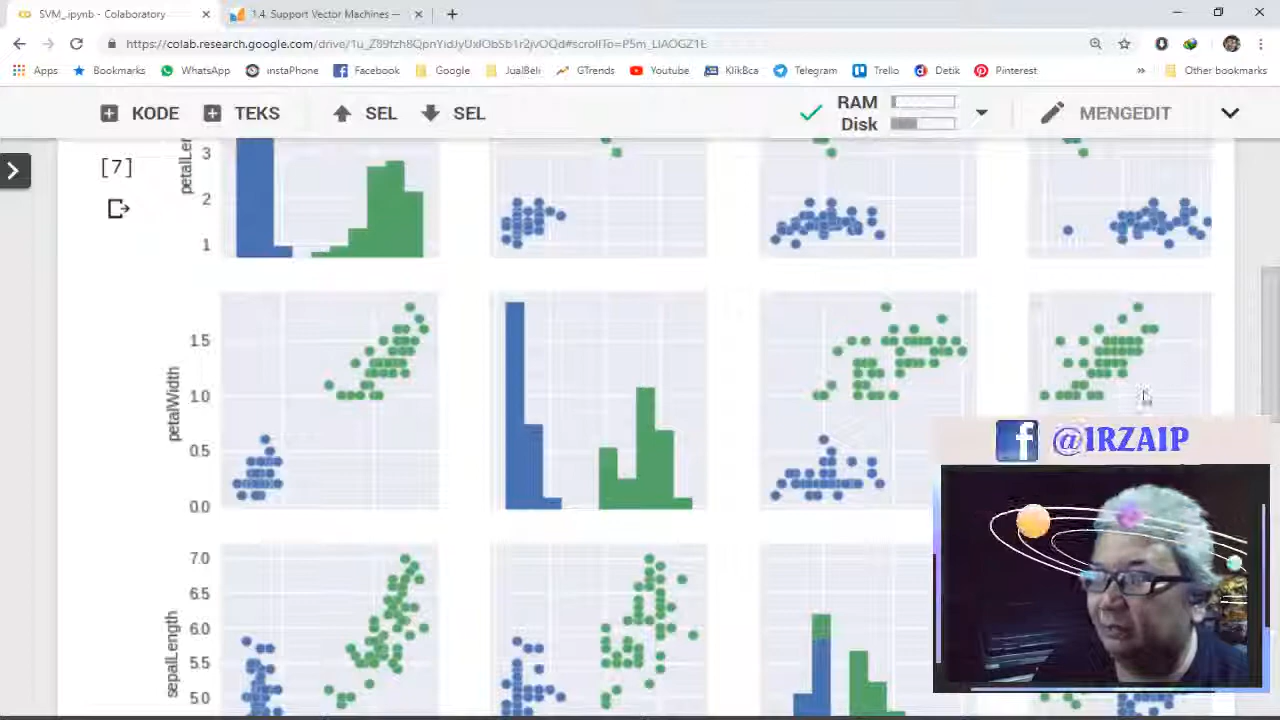 SVM_.ipynb - Colaboratory
1.4. Support Vector Machines —
https://colab.research.google.com/drive/
Apps
Bookmarks
WhatsApp
instaPhone
Facebook
Google
JualBeli
GTrends
Youtube
KlikBca
Telegram
Trello
Detik
Pinterest
»
Other bookmarks
KODE
TEKS
SEL
SEL
RAM
Disk
MENGEDIT
[7]
petalLer
3
2
1
petalWidth
1.5
1.0
0.5
0.0
sepalLength
7.0
6.5
6.0
5.5
5.0
@IRZAIP